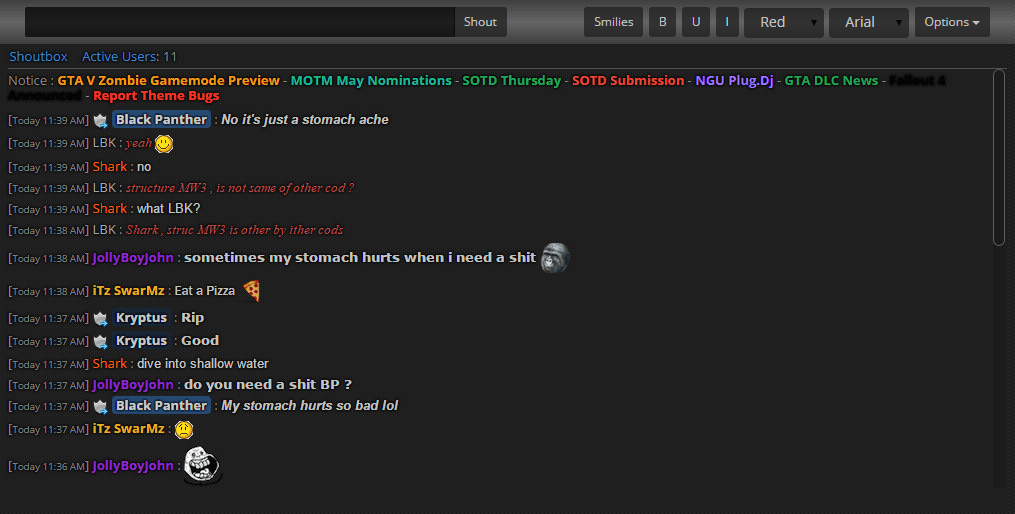 Shout Smilies B U I Red Arial Options
Shoutbox Active Users: 11
Notice : GTA V Zombie Gamemode Preview - MOTM May Nominations - SOTD Thursday - SOTD Submission - NGU Plug.Dj - GTA DLC News - Fallout 4
Announced - Report Theme Bugs
[Today 11:39 AM] Black Panther : No it's just a stomach ache
[Today 11:39 AM] LBK : yeah
[Today 11:39 AM] Shark : no
[Today 11:39 AM] LBK : structure MW3 , is not same of other cod ?
[Today 11:39 AM] Shark : what LBK?
[Today 11:38 AM] LBK : Shark , struc MW3 is other by ither cods
[Today 11:38 AM] JollyBoyJohn : sometimes my stomach hurts when i need a shit
[Today 11:38 AM] iTz SwarMz : Eat a Pizza
[Today 11:37 AM] Kryptus : Rip
[Today 11:37 AM] Kryptus : Good
[Today 11:37 AM] Shark : dive into shallow water
[Today 11:37 AM] JollyBoyJohn : do you need a shit BP ?
[Today 11:37 AM] Black Panther : My stomach hurts so bad lol
[Today 11:37 AM] iTz SwarMz :
[Today 11:36 AM] JollyBoyJohn :